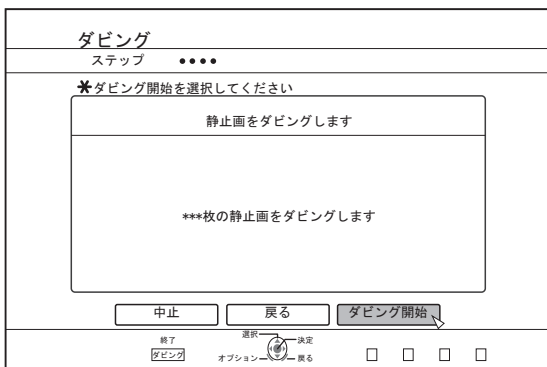 ダビング
ステップ ●●●●
*ダビング開始を選択してください
静止画をダビングします
***枚の静止画をダビングします
中止 戻る ダビング開始
終了
ダビング
選択
決定
オプション
戻る